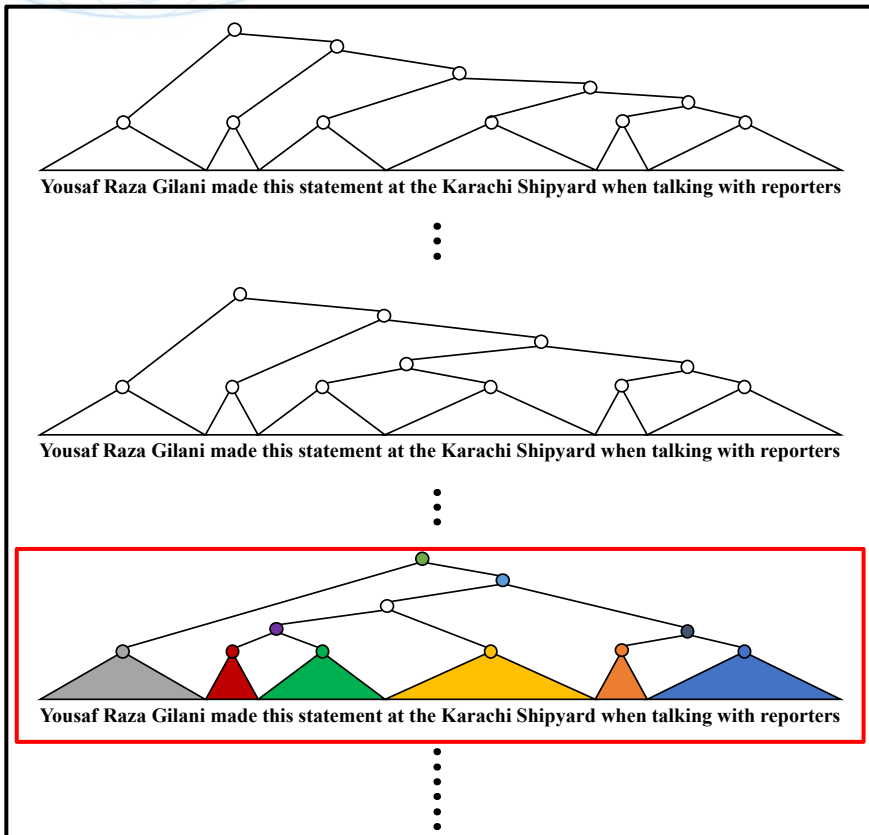 Yousaf Raza Gilani made this statement at the Karachi Shipyard when talking with reporters
Yousaf Raza Gilani made this statement at the Karachi Shipyard when talking with reporters
Yousaf Raza Gilani made this statement at the Karachi Shipyard when talking with reporters